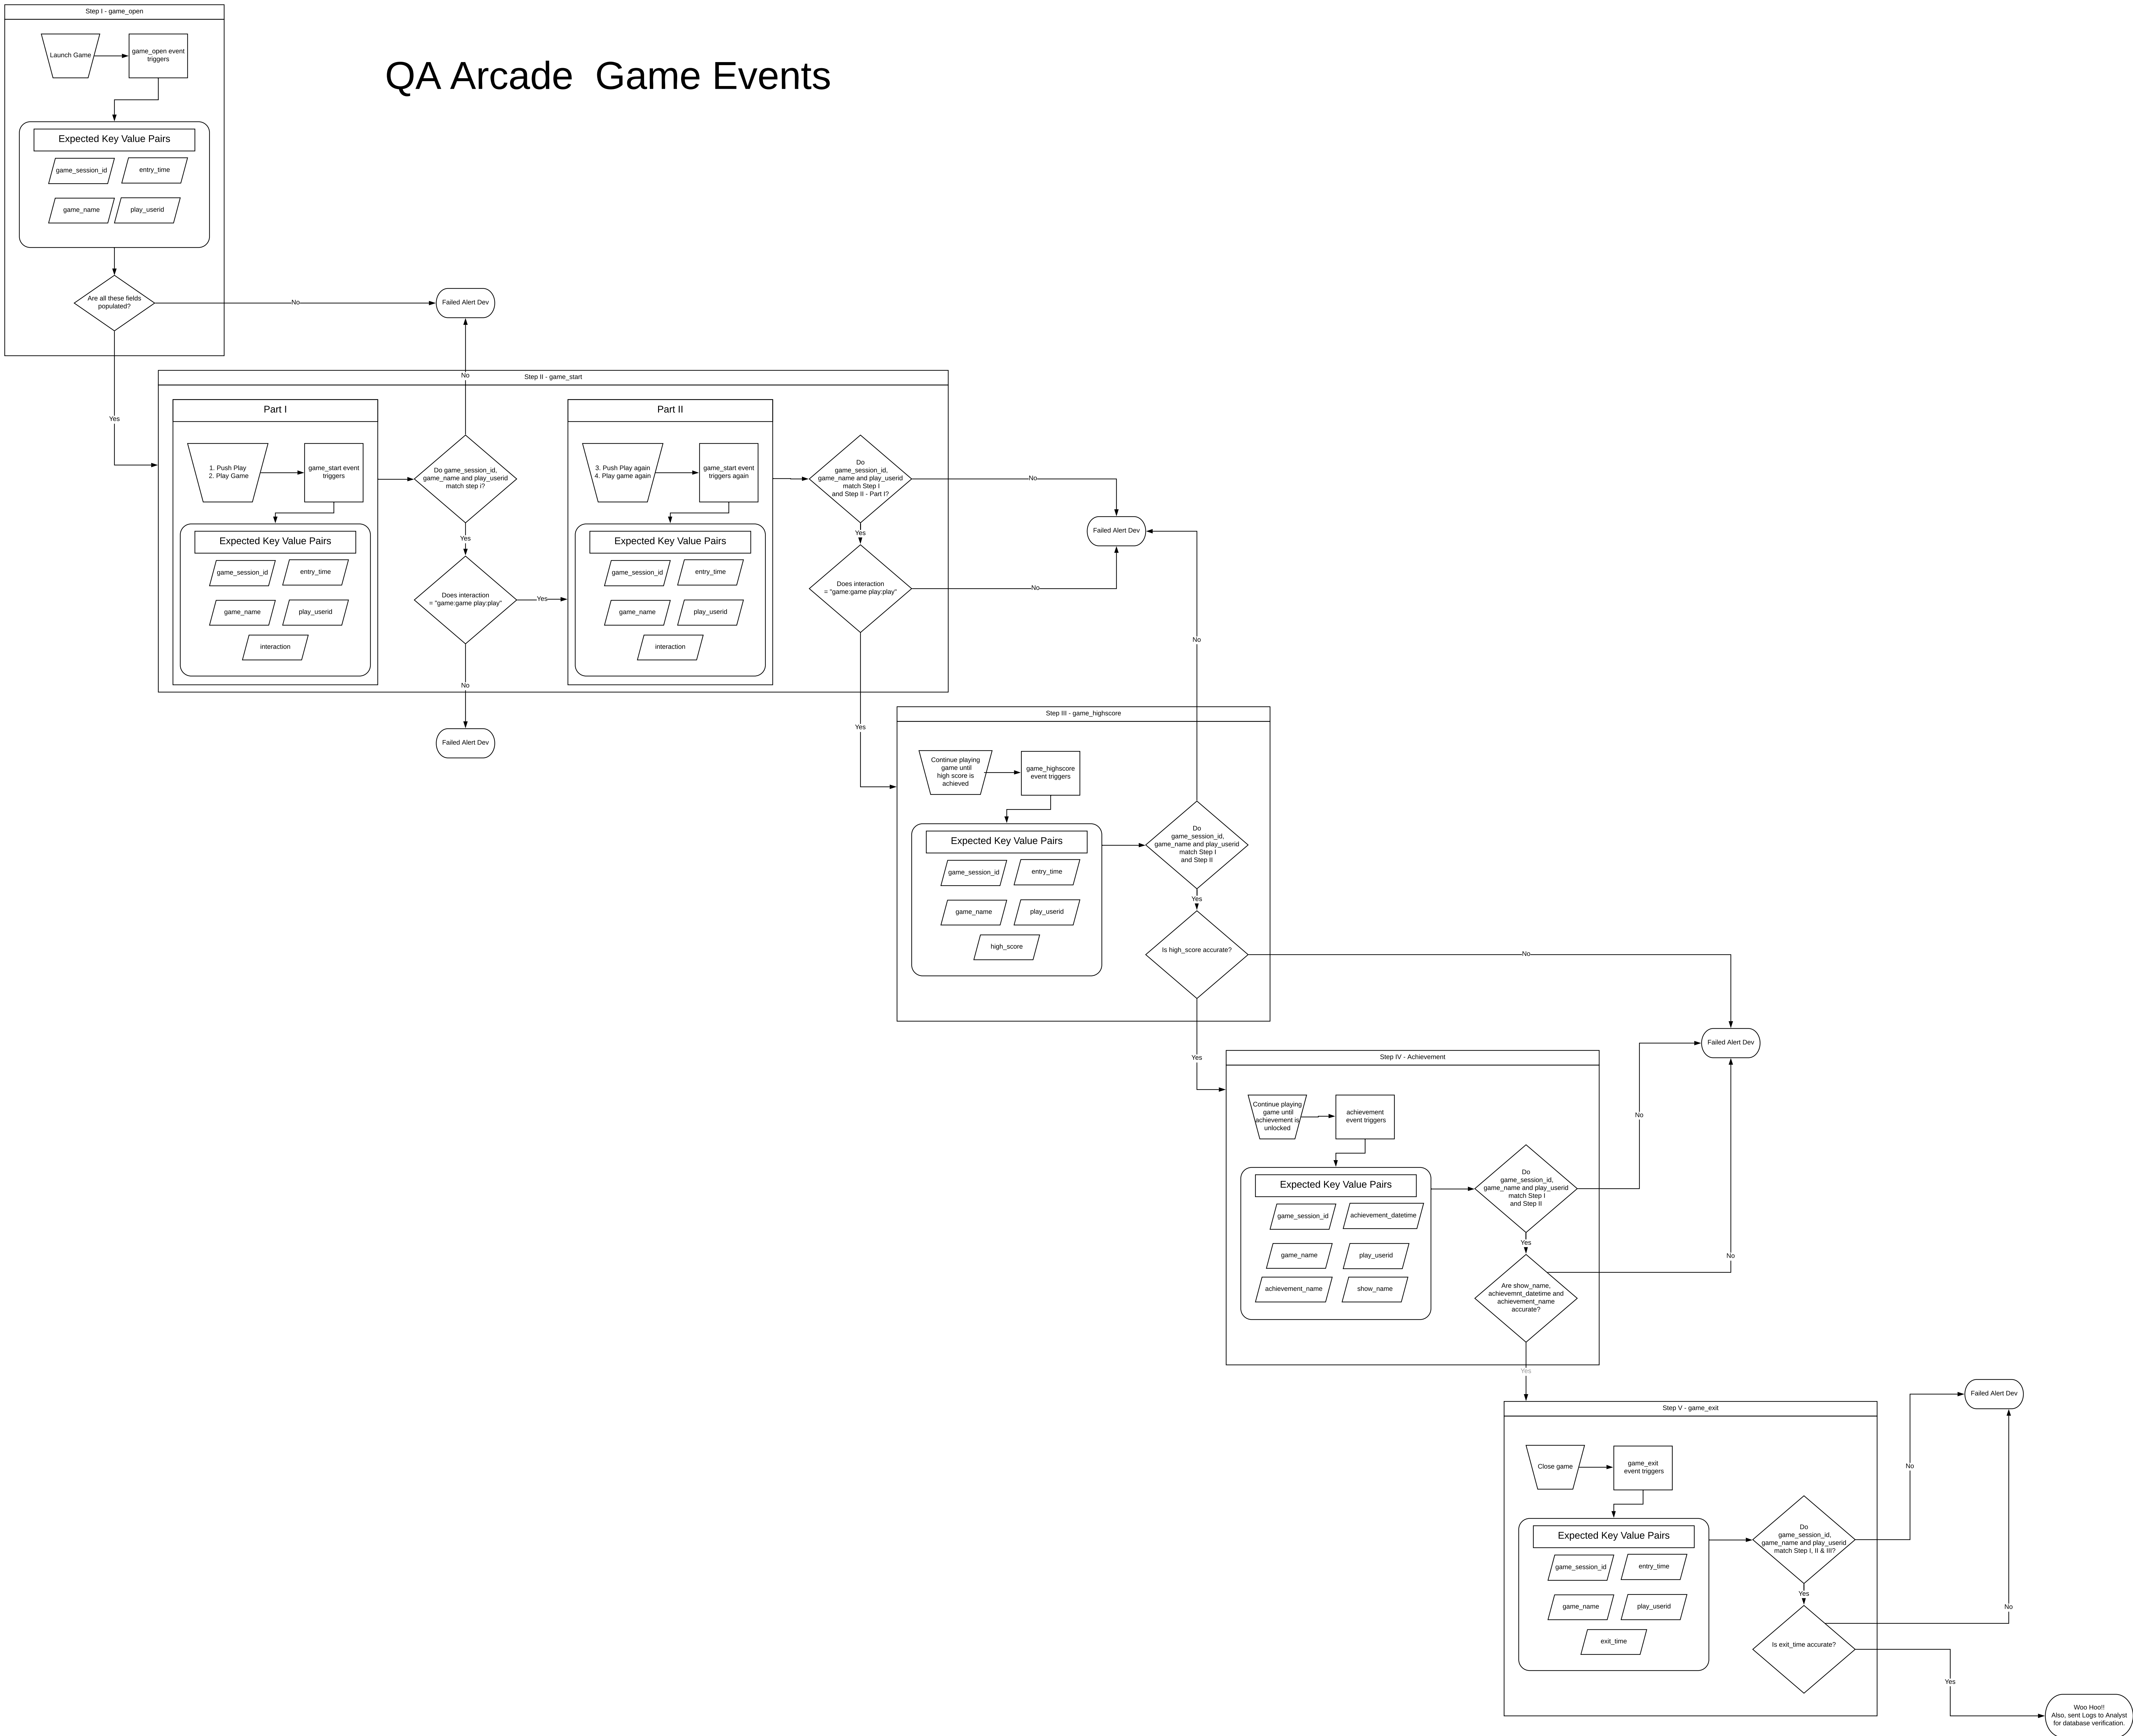 Step I - game_open
Launch Game
game_open event
triggers
QA Arcade  Game Events
Expected Key Value Pairs
game_session_id
entry_time
game_name
play_userid
Are all these fields
populated?
No
Failed Alert Dev
Yes
No
Step II - game_start
Part I
1. Push Play
2. Play Game
game_start event
triggers
Expected Key Value Pairs
game_session_id
entry_time
game_name
play_userid
interaction
Do game_session_id,
game_name and play_userid
match step i?
Yes
Does interaction
= "game:game play:play"
Yes
No
Failed Alert Dev
Part II
3. Push Play again
4. Play game again
game_start event
triggers again
Expected Key Value Pairs
game_session_id
entry_time
game_name
play_userid
interaction
Do
game_session_id,
game_name and play_userid
match Step I
and Step II - Part I?
No
Yes
Does interaction
= "game:game play:play"
No
Failed Alert Dev
Yes
No
Step III - game_highscore
Continue playing
game until
high score is
achieved
game_highscore
event triggers
Expected Key Value Pairs
game_session_id
entry_time
game_name
play_userid
high_score
Do
game_session_id,
game_name and play_userid
match Step I
and Step II
Yes
Is high_score accurate?
No
Yes
Failed Alert Dev
Step IV - Achievement
Continue playing
game until
achievement is
unlocked
achievement
event triggers
Expected Key Value Pairs
game_session_id
achievement_datetime
game_name
play_userid
achievement_name
show_name
Do
game_session_id,
game_name and play_userid
match Step I
and Step II
No
Yes
Are show_name,
achievemnt_datetime and
achievement_name
accurate?
No
Yes
Step V - game_exit
Close game
game_exit
event triggers
Expected Key Value Pairs
game_session_id
entry_time
game_name
play_userid
exit_time
Do
game_session_id,
game_name and play_userid
match Step I, II & III?
No
Failed Alert Dev
Yes
Is exit_time accurate?
No
Yes
Woo Hoo!!
Also, sent Logs to Analyst
for database verification.